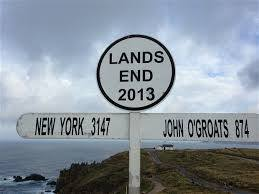 LANDS
END
2013
NEW YORK 3147
JOHN O'GROATS 874